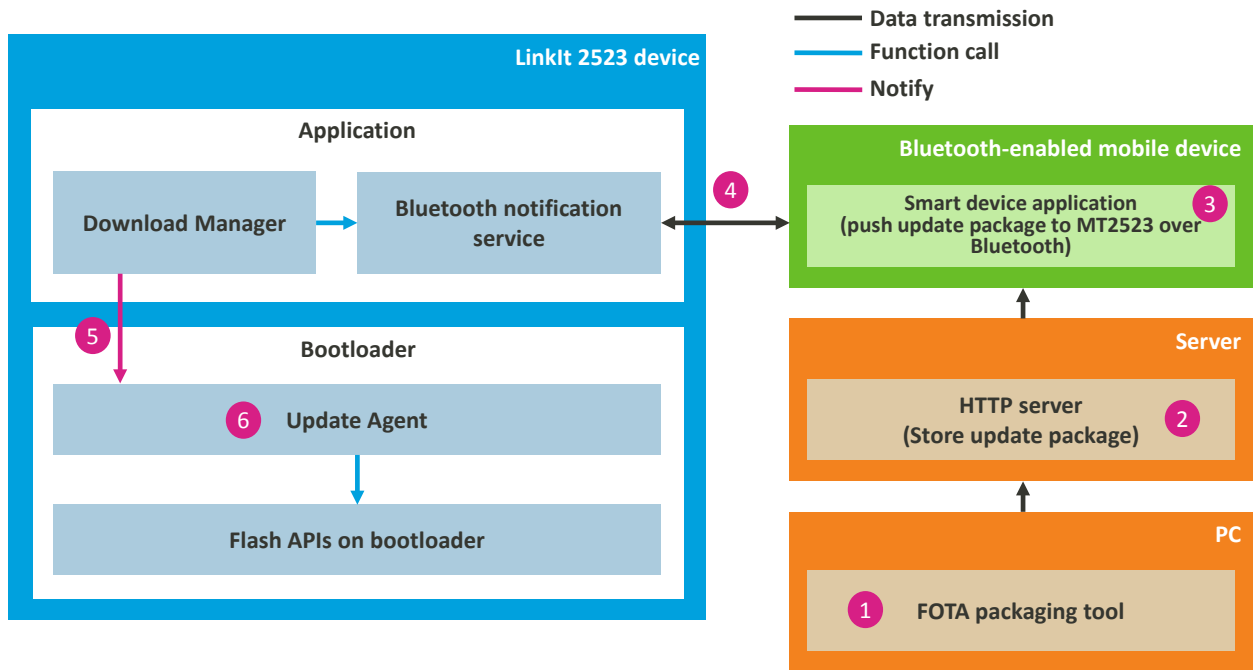 Data transmission
Function call
Notify
LinkIt 2523 device
Application
Download Manager
Bluetooth notification
service
4
5
Bootloader
6
Update Agent
Flash APIs on bootloader
Bluetooth-enabled mobile device
Smart device application
(push update package to MT2523 over
Bluetooth)
3
Server
HTTP server
(Store update package)
2
PC
1
FOTA packaging tool